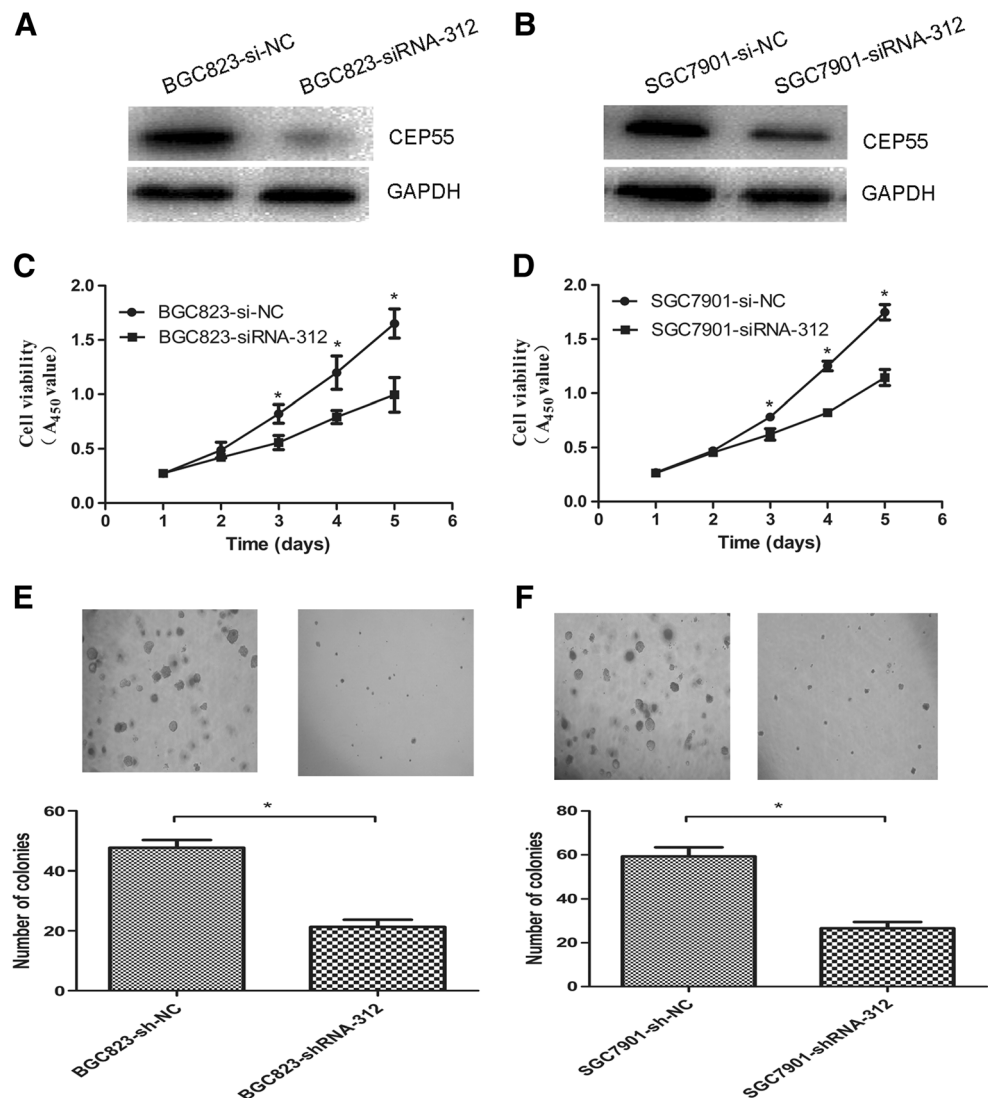 A
BGC823-si-NC
BGC823-siRNA-312
CEP55
GAPDH
B
SGC7901-si-NC
SGC7901-siRNA-312
CEP55
GAPDH
C
Cell viability
( A450 value)
2.0
1.5
1.0
0.5
0.0
BGC823-si-NC
BGC823-siRNA-312
*
*
*
0 1 2 3 4 5 6
Time (days)
D
Cell viability
( A450 value)
2.0
1.5
1.0
0.5
0.0
SGC7901-si-NC
SGC7901-siRNA-312
*
*
*
0 1 2 3 4 5 6
Time (days)
E
Number of colonies
60
40
20
0
*
BGC823-sh-NC
BGC823-shRNA-312
F
Number of colonies
80
60
40
20
0
*
SGC7901-sh-NC
SGC7901-shRNA-312